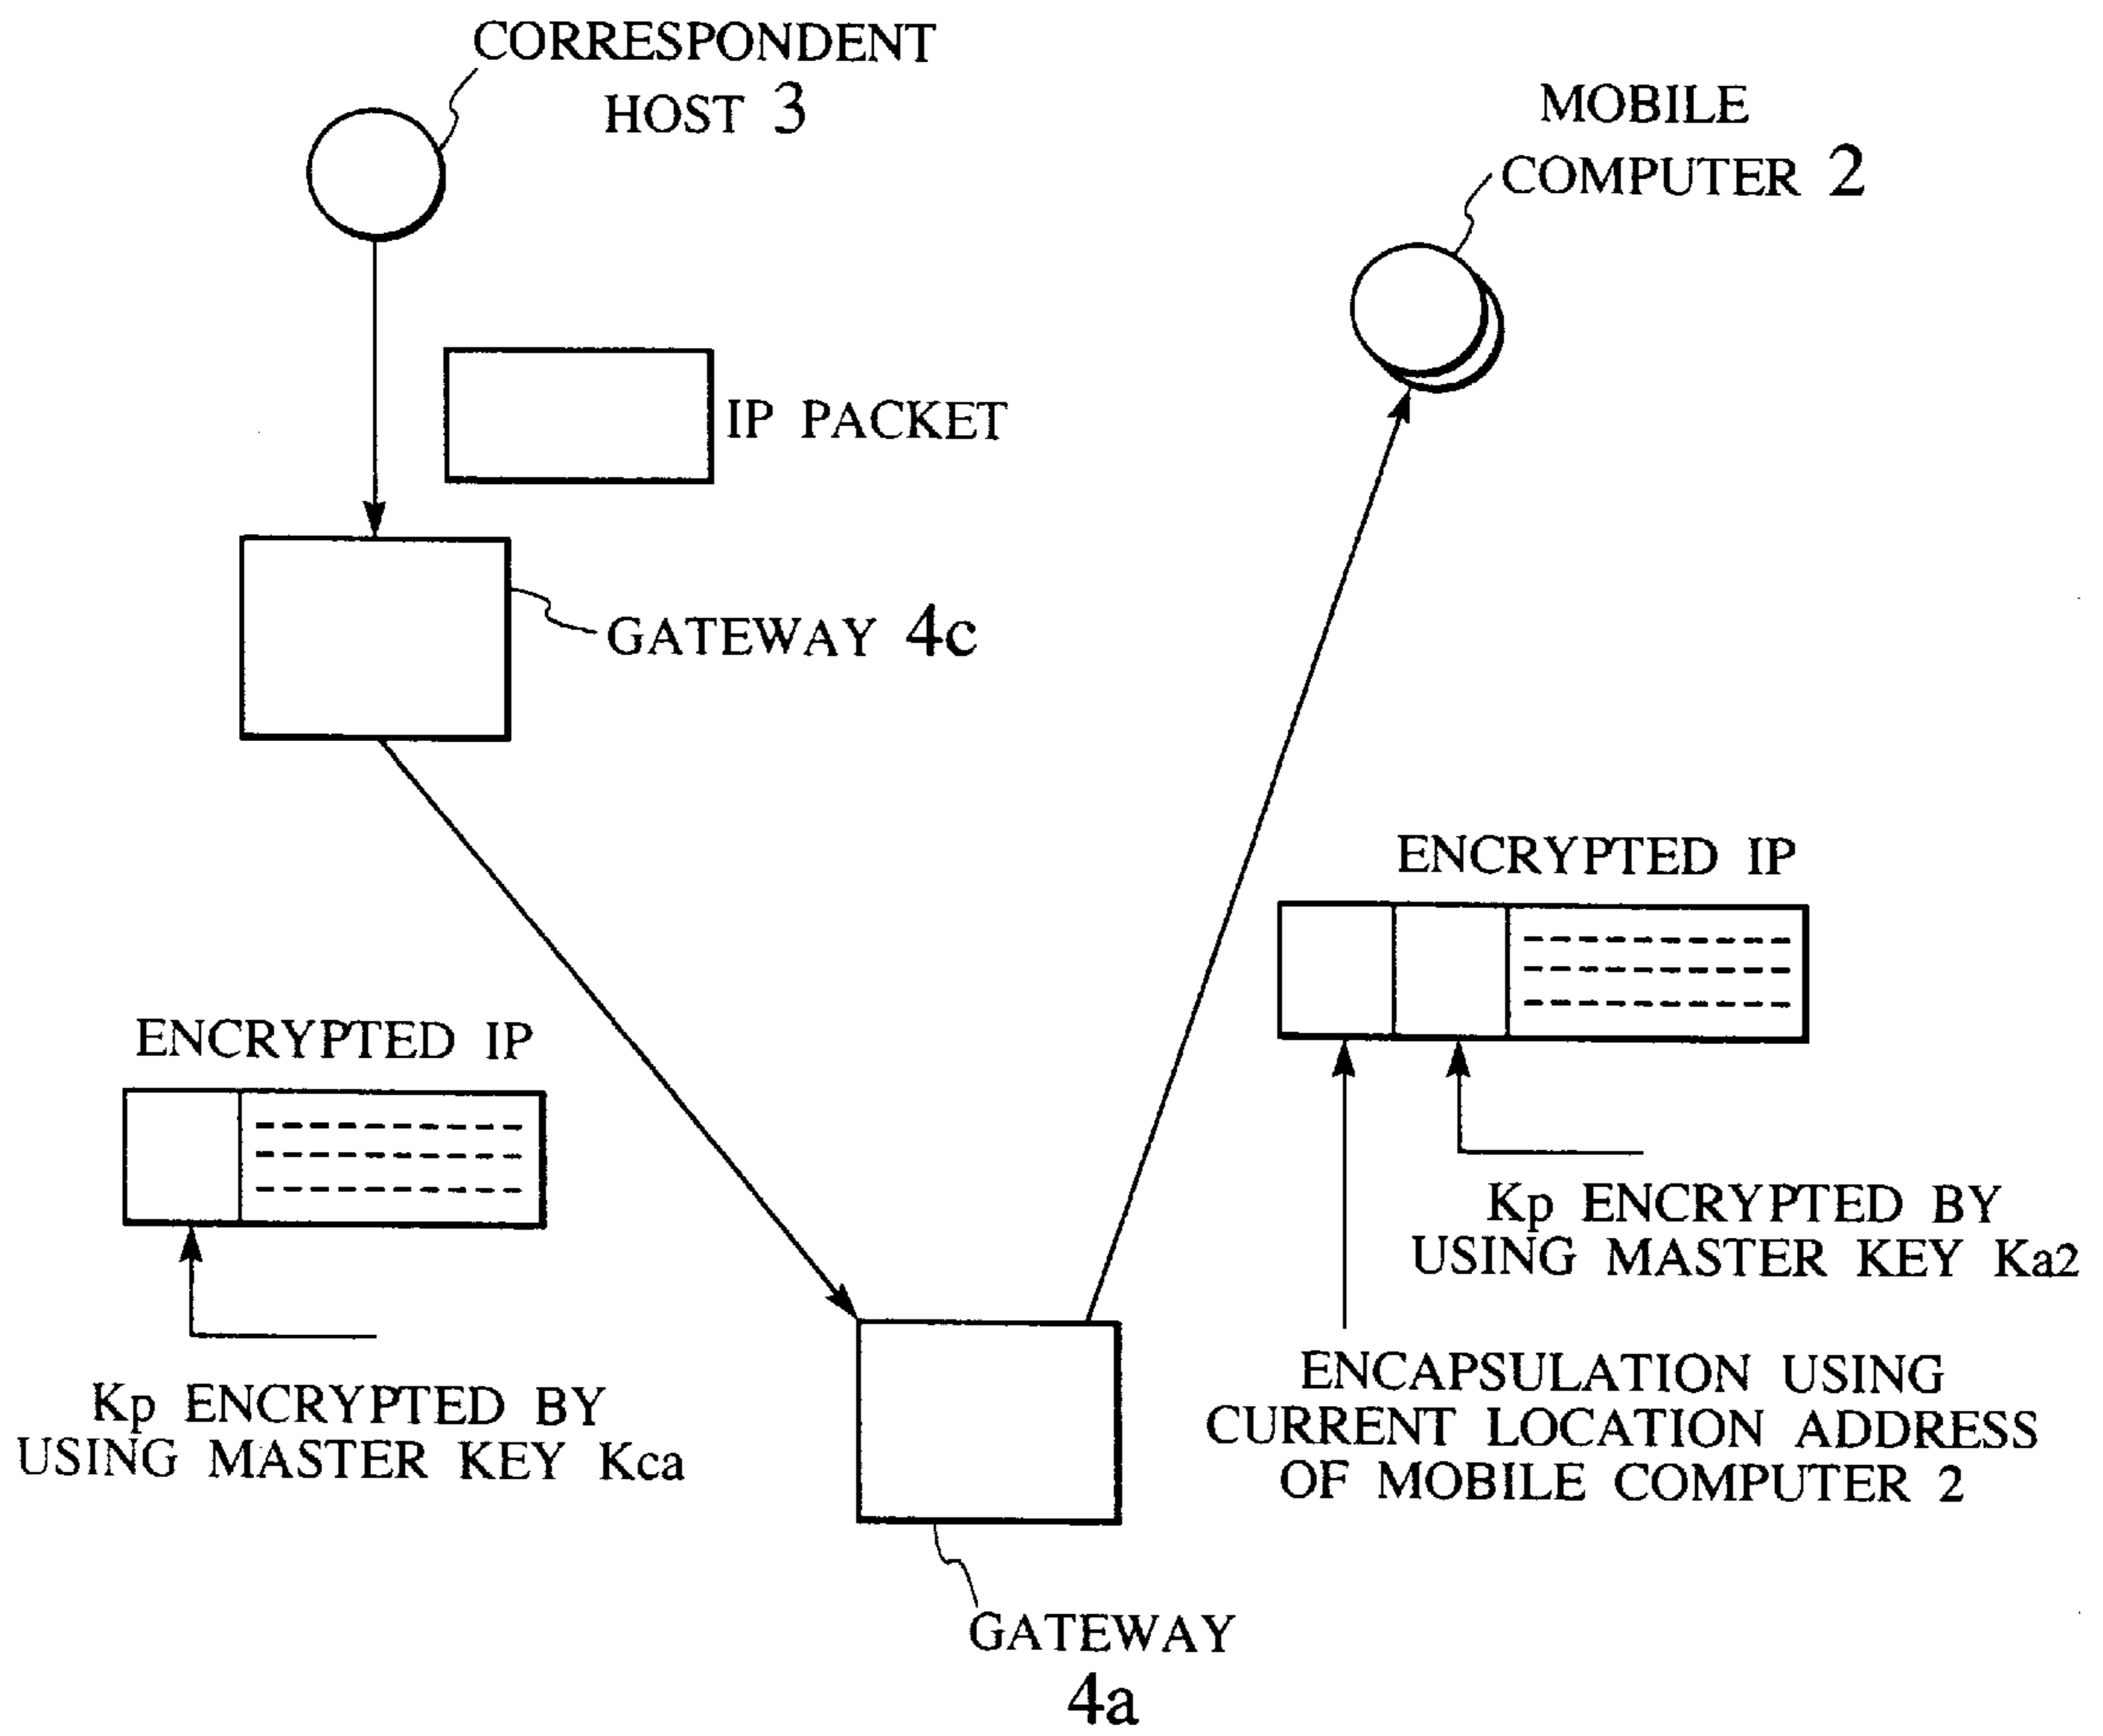 CORRESPONDENT
HOST 3
MOBILE
COMPUTER 2
IP PACKET
GATEWAY 4c
ENCRYPTED IP
Kp ENCRYPTED BY
USING MASTER KEY Ka2
ENCAPSULATION USING
CURRENT LOCATION ADDRESS
OF MOBILE COMPUTER 2
ENCRYPTED IP
Kp ENCRYPTED BY
USING MASTER KEY Kca
GATEWAY
4a